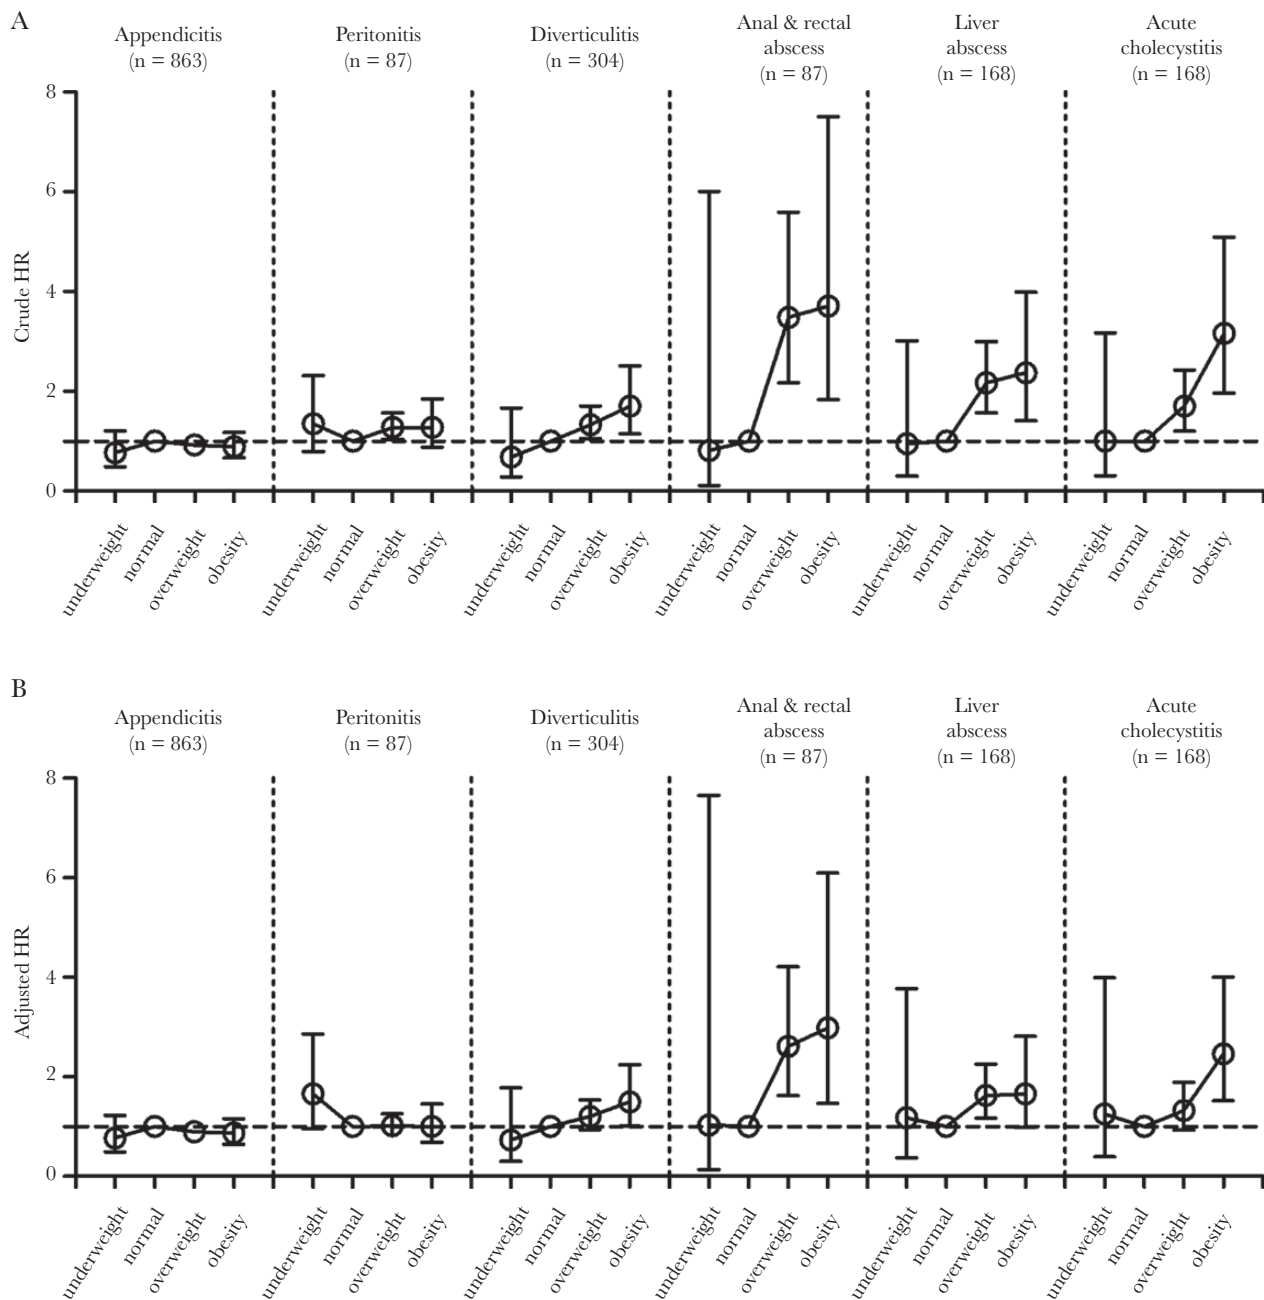 A
Appendicitis
(n = 863)
Peritonitis
(n = 87)
Diverticulitis
(n = 304)
Anal & rectal
abscess
(n = 87)
Liver
abscess
(n = 168)
Acute
cholecystitis
(n = 168)
Crude HR
8
6
4
2
0
underweight
normal
overweight
obesity
underweight
normal
overweight
obesity
underweight
normal
overweight
obesity
underweight
normal
overweight
obesity
underweight
normal
overweight
obesity
underweight
normal
overweight
obesity
B
Appendicitis
(n = 863)
Peritonitis
(n = 87)
Diverticulitis
(n = 304)
Anal & rectal
abscess
(n = 87)
Liver
abscess
(n = 168)
Acute
cholecystitis
(n = 168)
Adjusted HR
8
6
4
2
0
underweight
normal
overweight
obesity
underweight
normal
overweight
obesity
underweight
normal
overweight
obesity
underweight
normal
overweight
obesity
underweight
normal
overweight
obesity
underweight
normal
overweight
obesity